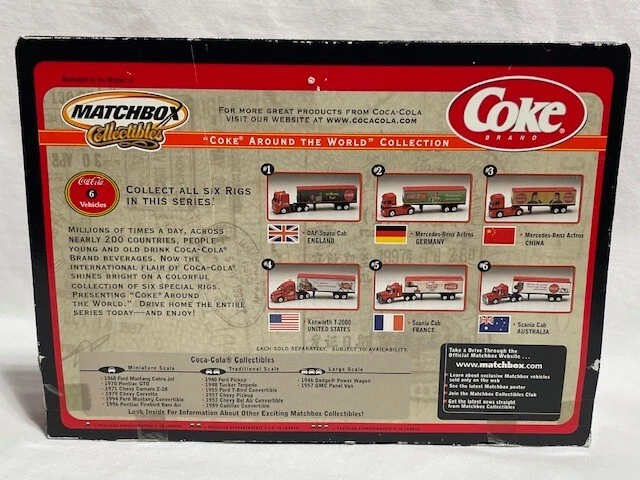 MATCHBOX
Collectibles
FOR MORE GREAT PRODUCTS FROM COCA-COLA
VISIT OUR WEBSITE AT WWW.COCACOLA.COM
Coke
BRAND
"COKE® AROUND THE WORLD" COLLECTION
Coca-Cola
6
Vehicles
COLLECT ALL SIX RIGS
IN THIS SERIES!
MILLIONS OF TIMES A DAY, ACROSS
NEARLY 200 COUNTRIES, PEOPLE
YOUNG AND OLD DRINK COCA-COLA®
BRAND BEVERAGES. NOW THE
INTERNATIONAL FLAIR OF COCA-COLA®
SHINES BRIGHT ON A COLORFUL
COLLECTION OF SIX SPECIAL RIGS.
PRESENTING "COKE® AROUND
THE WORLD." DRIVE HOME THE ENTIRE
SERIES TODAY—AND ENJOY!
#1
• DAF Space Cab
ENGLAND
#2
• Mercedes-Benz Actros
GERMANY
#3
• Mercedes-Benz Actros
CHINA
#4
• Kenworth T-2000
UNITED STATES
#5
• Scania Cab
FRANCE
#6
• Scania Cab
AUSTRALIA
EACH SOLD SEPARATELY. SUBJECT TO AVAILABILITY.
Coca-Cola® Collectibles
Miniature Scale
• 1968 Ford Mustang Cobra Jet
• 1970 Pontiac GTO
• 1971 Chevy Camaro Z-28
• 1979 Chevy Corvette
• 1994 Ford Mustang Convertible
• 1996 Pontiac Firebird Ram Air
Traditional Scale
• 1940 Ford Pickup
• 1948 Tucker Torpedo
• 1955 Ford T-Bird Convertible
• 1957 Chevy Pickup
• 1957 Chevy Bel Air Convertible
• 1959 Cadillac Convertible
Large Scale
• 1946 Dodge® Power Wagon
• 1957 GMC Panel Van
Look Inside For Information About Other Exciting Matchbox Collectibles!
Take a Drive Through the
Official Matchbox Website...
www.matchbox.com
Learn about exclusive Matchbox vehicles
sold only on the web
See the latest Matchbox poster
Join the Matchbox Collectibles Club
Get the latest news straight
from Matchbox Collectibles